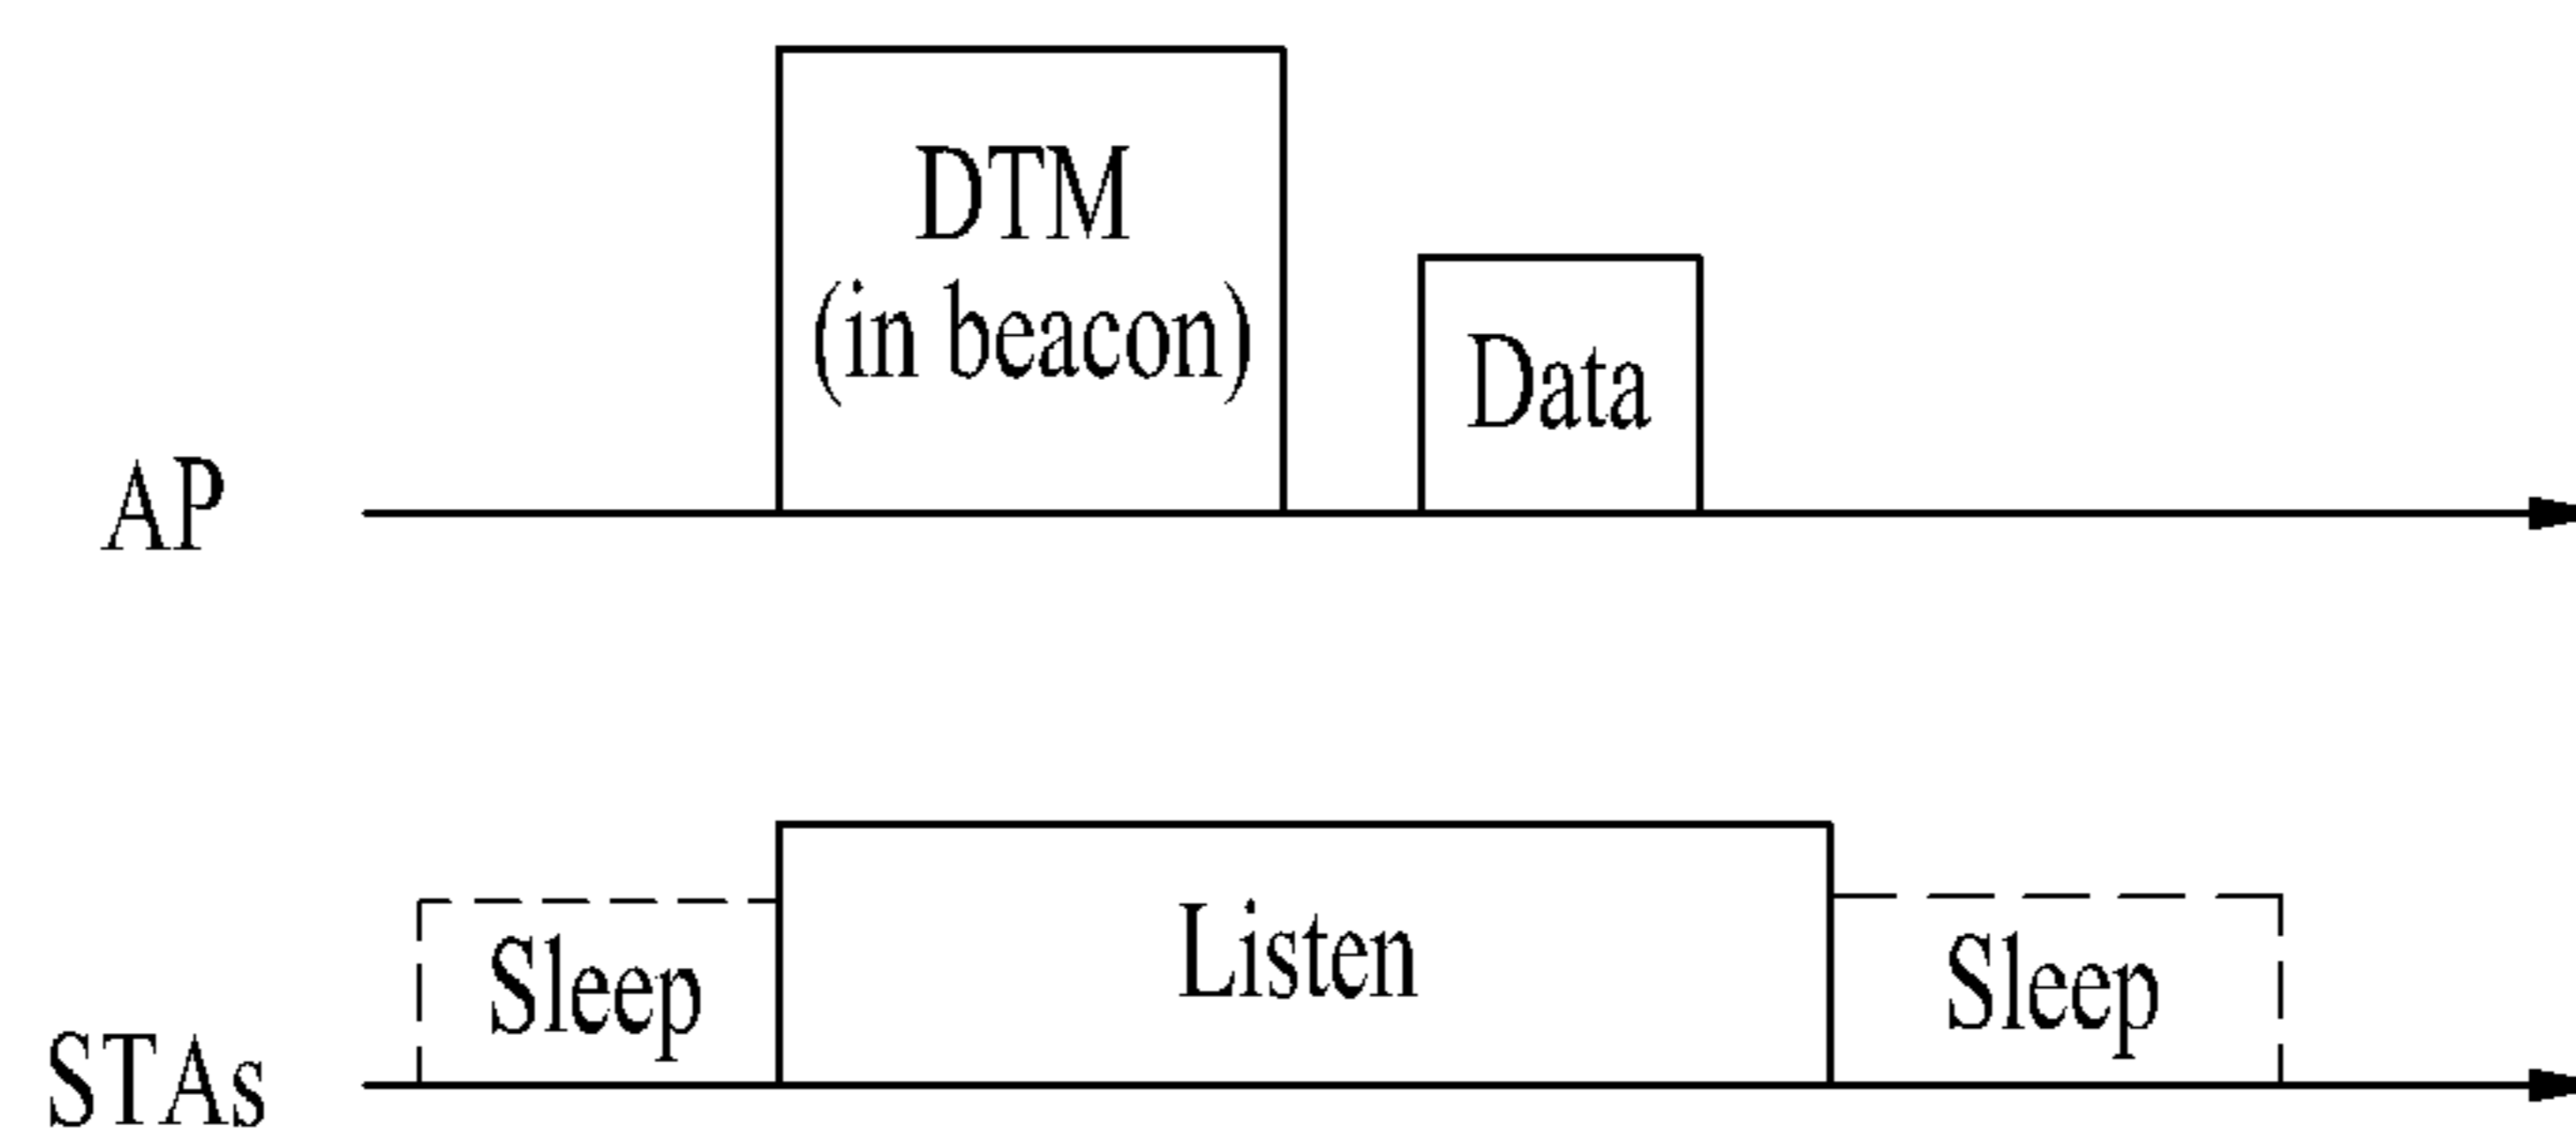 DTM
(in beacon)
Data
AP
Sleep
Listen
Sleep
STAs